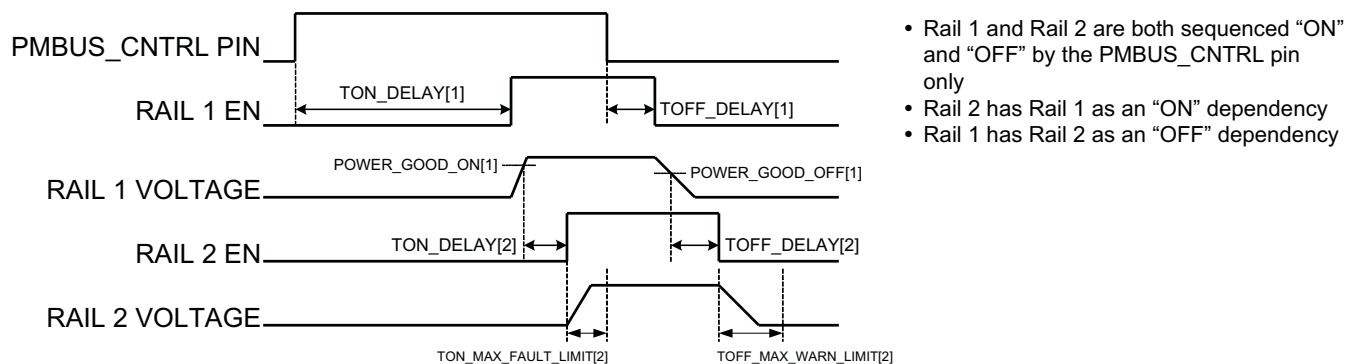 PMBUS_CNTRL PIN
TON_DELAY[1]
RAIL 1 EN
TOFF_DELAY[1]
POWER_GOOD_ON[1]
POWER_GOOD_OFF[1]
RAIL 1 VOLTAGE
TON_DELAY[2]
TOFF_DELAY[2]
RAIL 2 EN
RAIL 2 VOLTAGE
TON_MAX_FAULT_LIMIT[2]
TOFF_MAX_WARN_LIMIT[2]
• Rail 1 and Rail 2 are both sequenced “ON”
and “OFF” by the PMBUS_CNTRL pin
only
• Rail 2 has Rail 1 as an “ON” dependency
• Rail 1 has Rail 2 as an “OFF” dependency